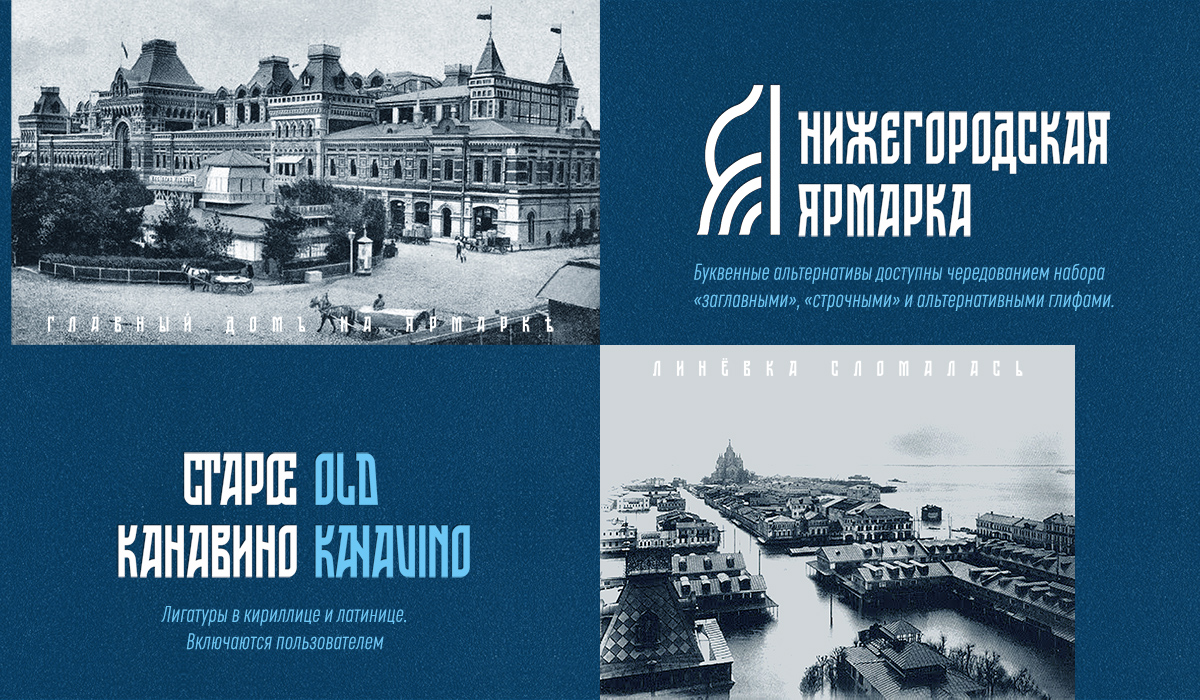 ГЛАВНЫЙ ДОМЪ НА ЯРМАРКѢ
НИЖЕГОРОДСКАЯ
ЯРМАРКА
Буквенные альтернативы доступны чередованием набора
«заглавными», «строчными» и альтернативными глифами.
СТАРОЕ OLD
КАНАВИНО KANAVINO
Лигатуры в кириллице и латинице.
Включаются пользователем
ЛИНЁВКА СЛОМАЛАСЬ